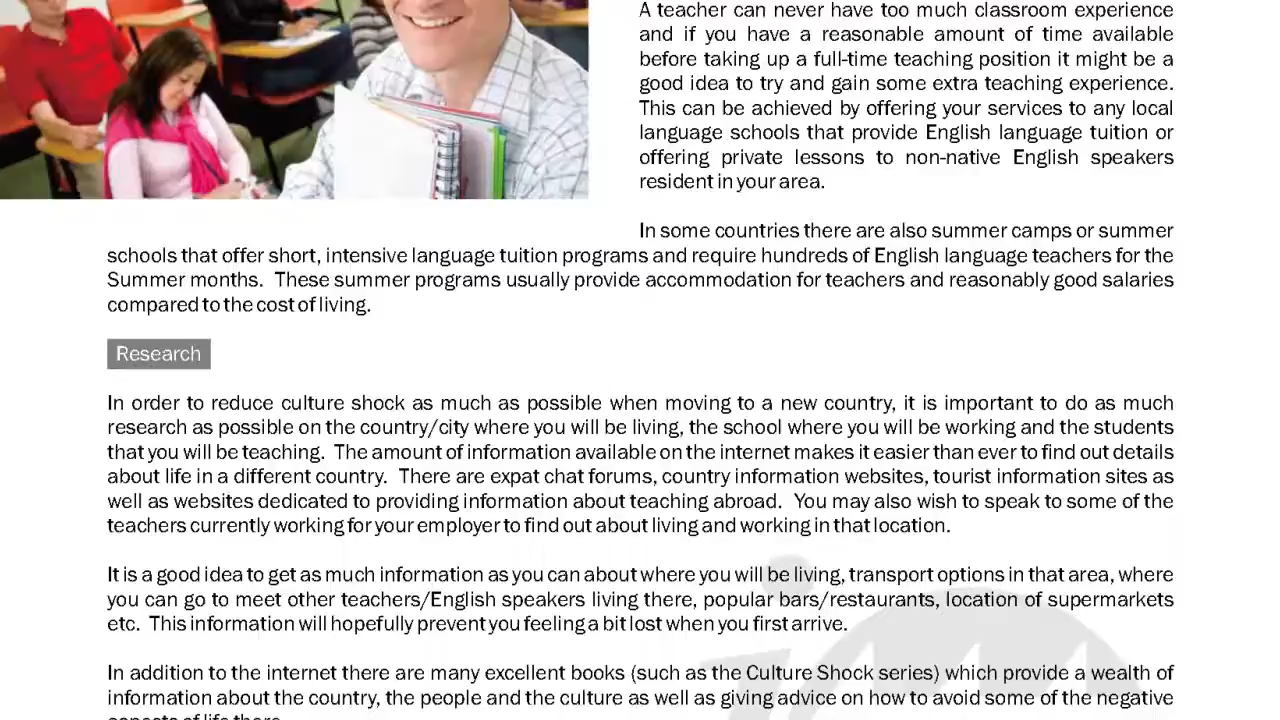 A teacher can never have too much classroom experience
and if you have a reasonable amount of time available
before taking up a full-time teaching position it might be a
good idea to try and gain some extra teaching experience.
This can be achieved by offering your services to any local
language schools that provide English language tuition or
offering private lessons to non-native English speakers
resident in your area.
In some countries there are also summer camps or summer
schools that offer short, intensive language tuition programs and require hundreds of English language teachers for the
Summer months. These summer programs usually provide accommodation for teachers and reasonably good salaries
compared to the cost of living.
Research
In order to reduce culture shock as much as possible when moving to a new country, it is important to do as much
research as possible on the country/city where you will be living, the school where you will be working and the students
that you will be teaching. The amount of information available on the internet makes it easier than ever to find out details
about life in a different country. There are expat chat forums, country information websites, tourist information sites as
well as websites dedicated to providing information about teaching abroad. You may also wish to speak to some of the
teachers currently working for your employer to find out about living and working in that location.
It is a good idea to get as much information as you can about where you will be living, transport options in that area, where
you can go to meet other teachers/English speakers living there, popular bars/restaurants, location of supermarkets
etc. This information will hopefully prevent you feeling a bit lost when you first arrive.
In addition to the internet there are many excellent books (such as the Culture Shock series) which provide a wealth of
information about the country, the people and the culture as well as giving advice on how to avoid some of the negative
aspects of life there.